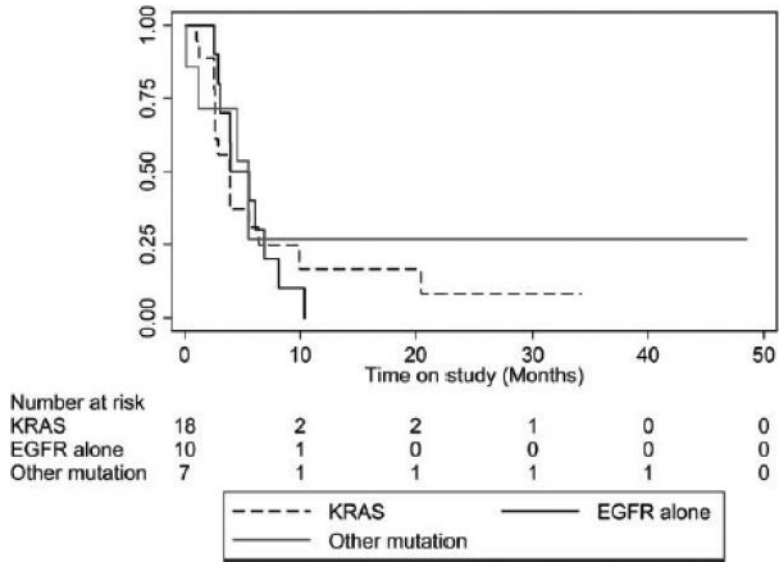 1.00
0.75
0.50
0.25
0.00
0 10 20 30 40 50
Time on study (Months)
Number at risk
KRAS 18 2 2 1 0 0
EGFR alone 10 1 0 0 0 0
Other mutation 7 1 1 1 1 0
KRAS EGFR alone
Other mutation